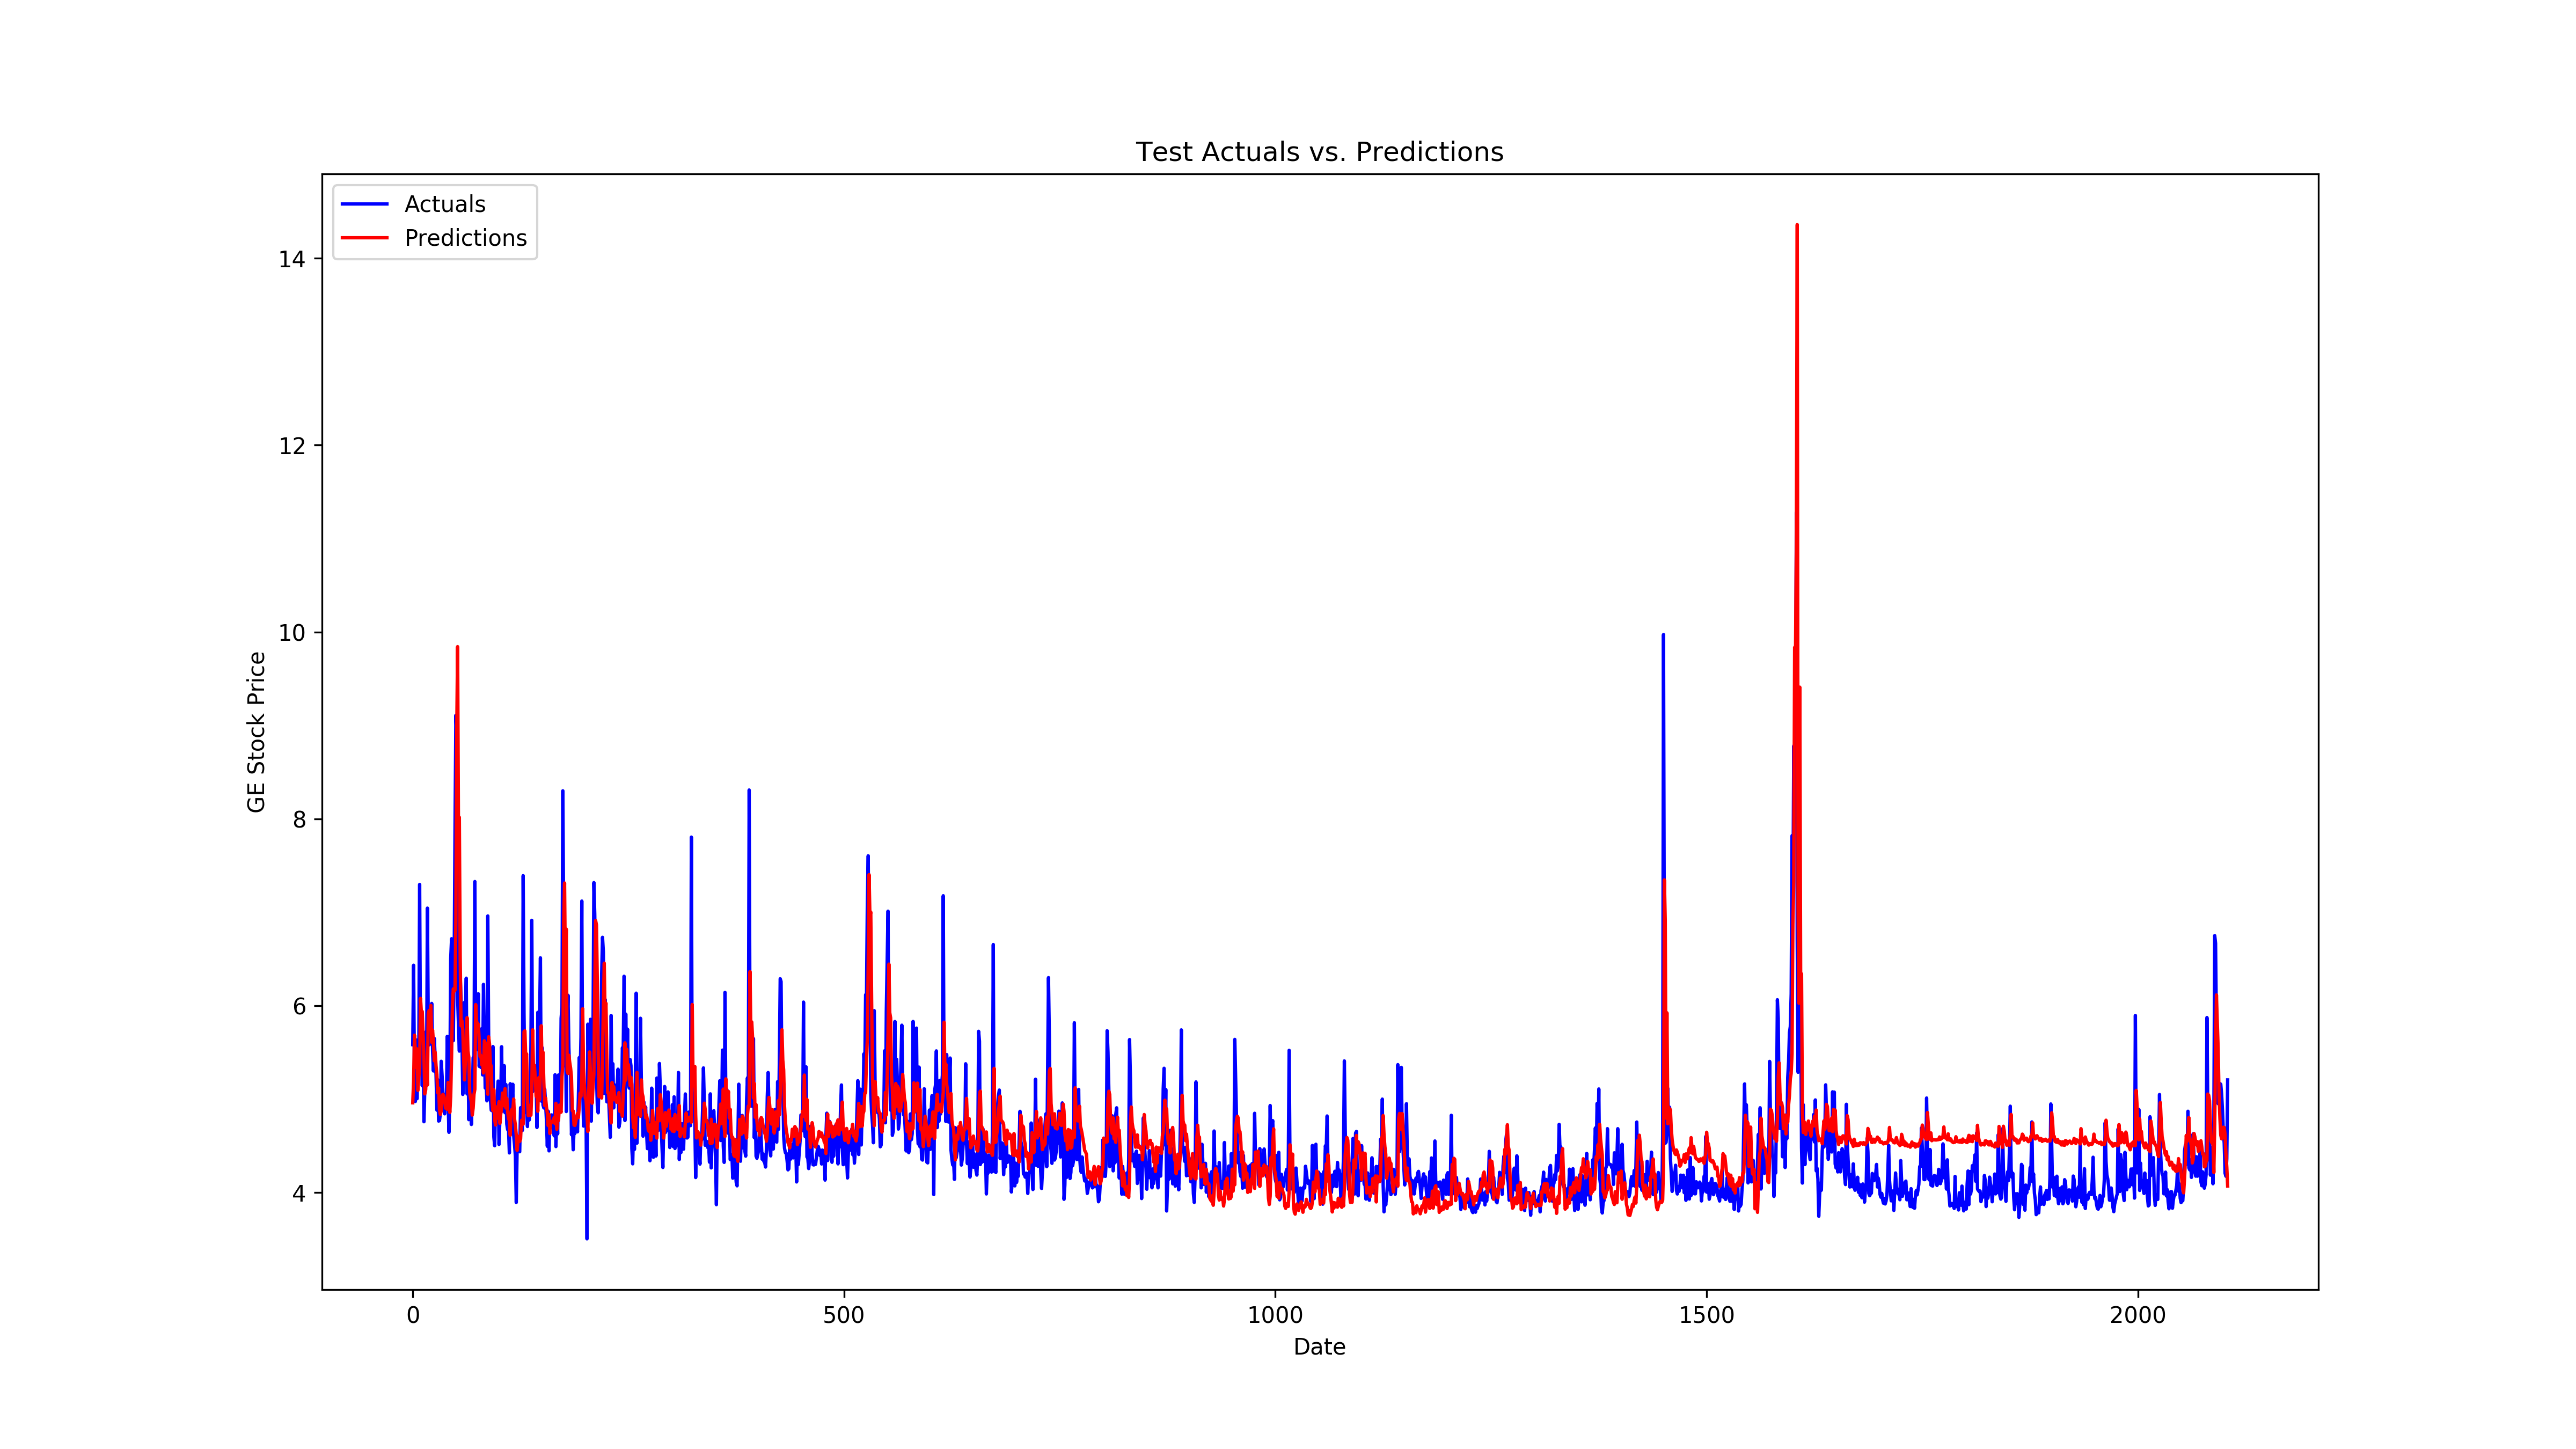 Test Actuals vs. Predictions
Actuals
Predictions
14
12
10
8
6
4
GE Stock Price
0
500
1000
1500
2000
Date